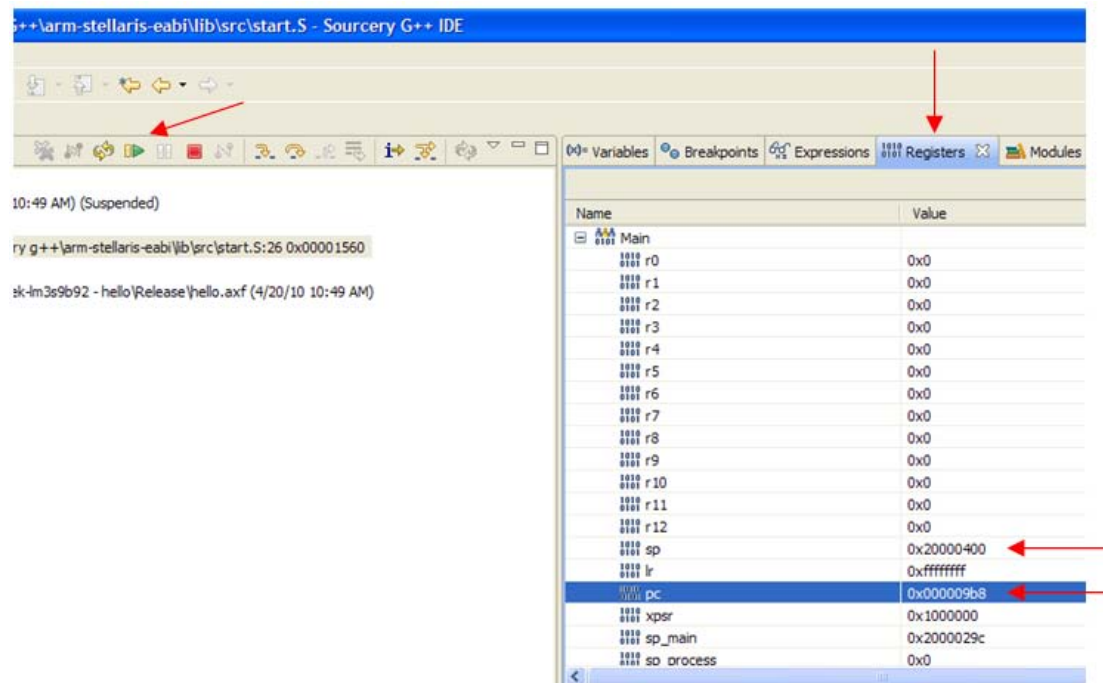 G++\arm-stellaris-eabi\lib\src\start.S - Sourcery G++ IDE
Variables
Breakpoints
Expressions
Registers
Modules
10:49 AM) (Suspended)
ry g++\arm-stellaris-eabi\lib\src\start.S:26 0x00001560
ek-lm3s9b92 - hello\Release\hello.axf (4/20/10 10:49 AM)
Name Value
Main
r0 0x0
r1 0x0
r2 0x0
r3 0x0
r4 0x0
r5 0x0
r6 0x0
r7 0x0
r8 0x0
r9 0x0
r10 0x0
r11 0x0
r12 0x0
sp 0x20000400
lr 0xffffffff
pc 0x000009b8
xpsr 0x1000000
sp_main 0x2000029c
sp_process 0x0